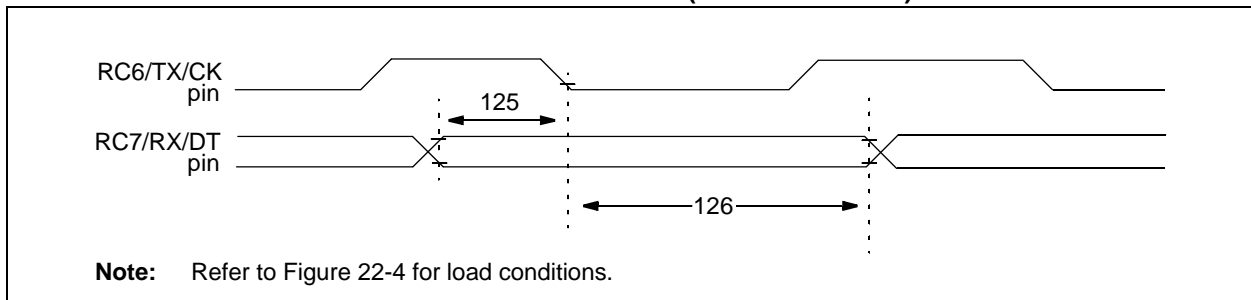 RC6/TX/CK
pin
125
RC7/RX/DT
pin
126
Note: Refer to Figure 22-4 for load conditions.